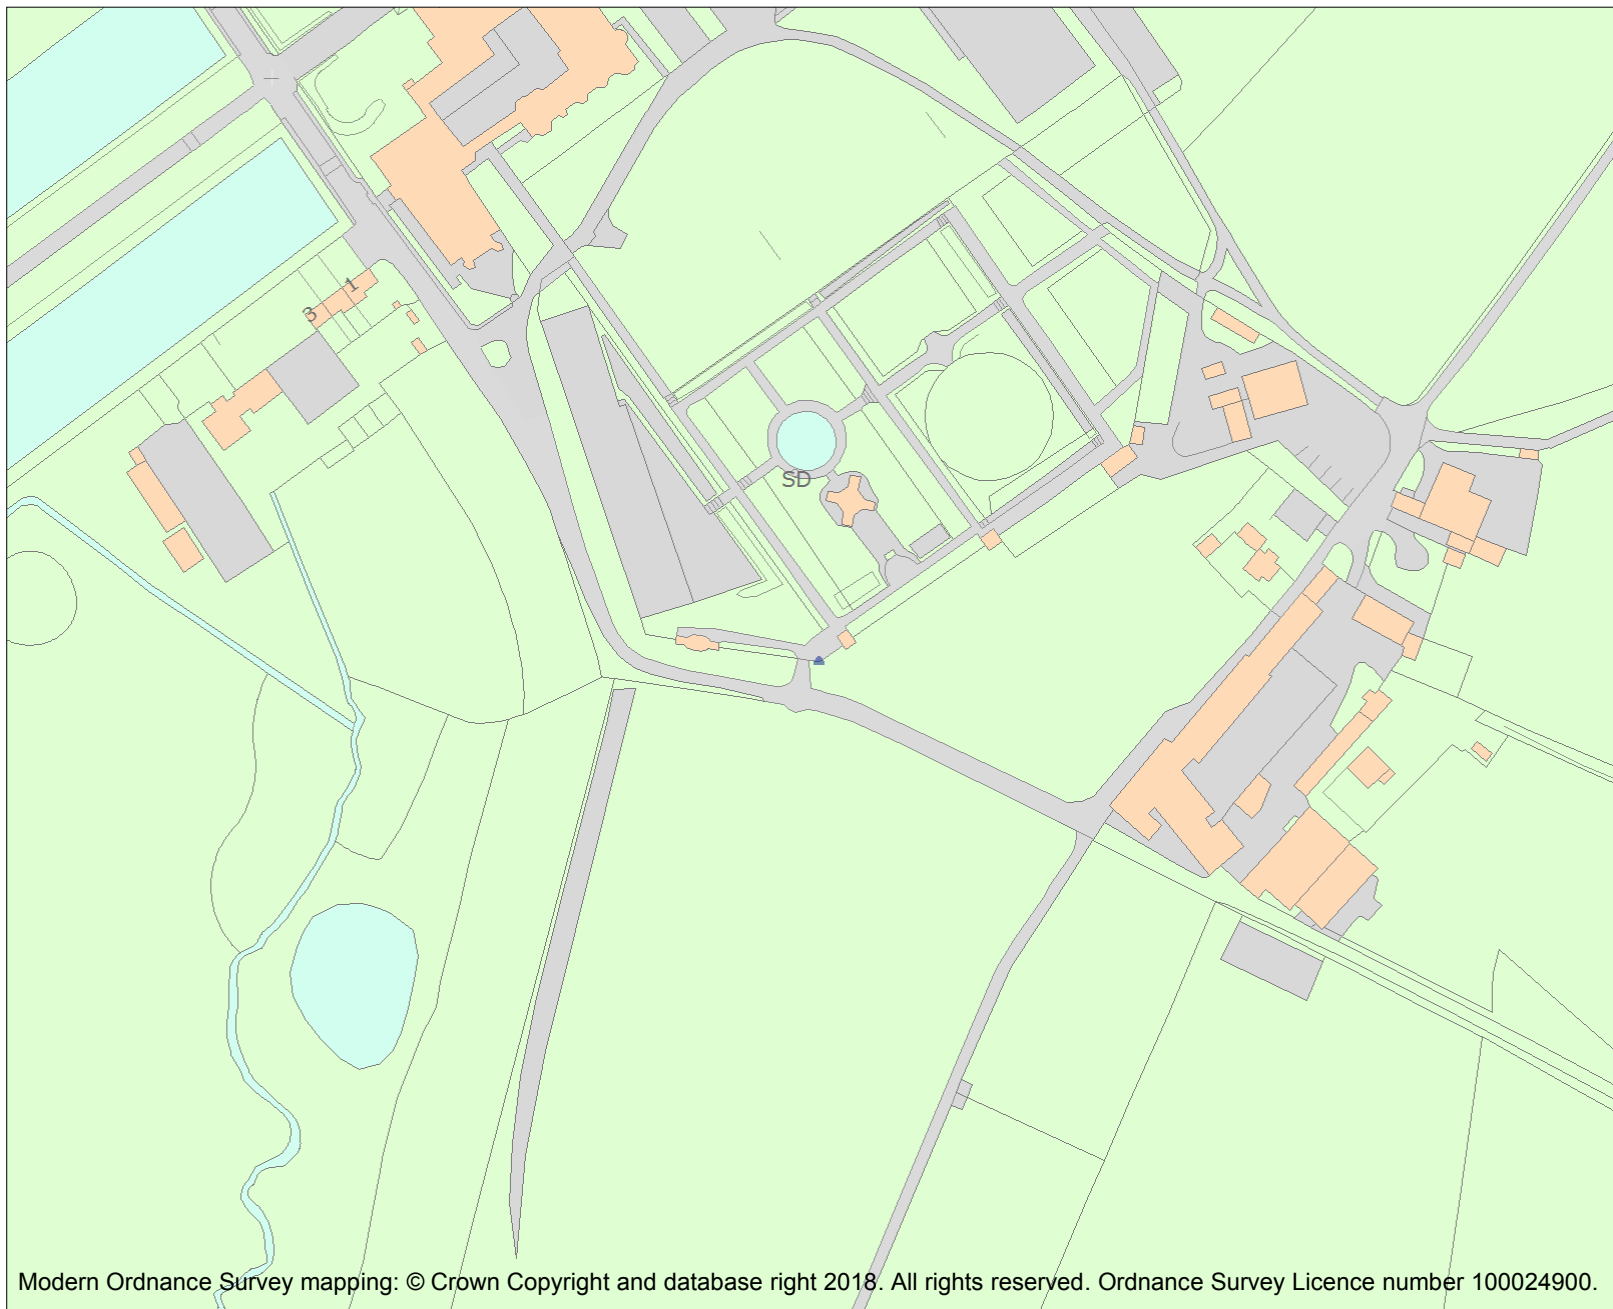 1
3
SD
Modern Ordnance Survey mapping: © Crown Copyright and database right 2018. All rights reserved. Ordnance Survey Licence number 100024900.